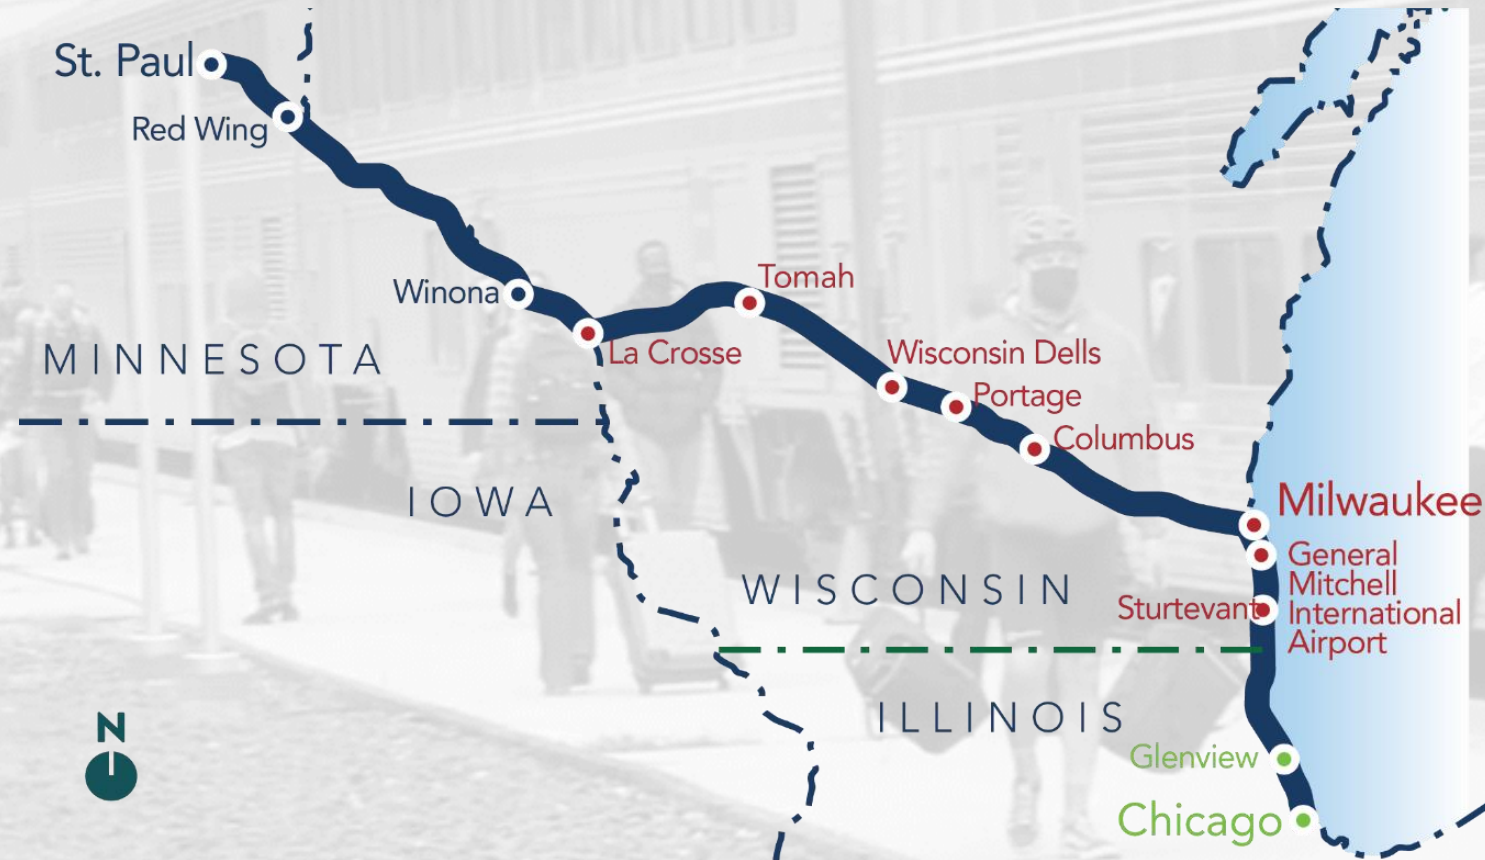 St. Paul
Red Wing
Winona
Tomah
La Crosse
MINNESOTA
Wisconsin Dells
Portage
Columbus
IOWA
Milwaukee
General
Mitchell
International
Airport
WISCONSIN
Sturtevant
ILLINOIS
N
Glenview
Chicago